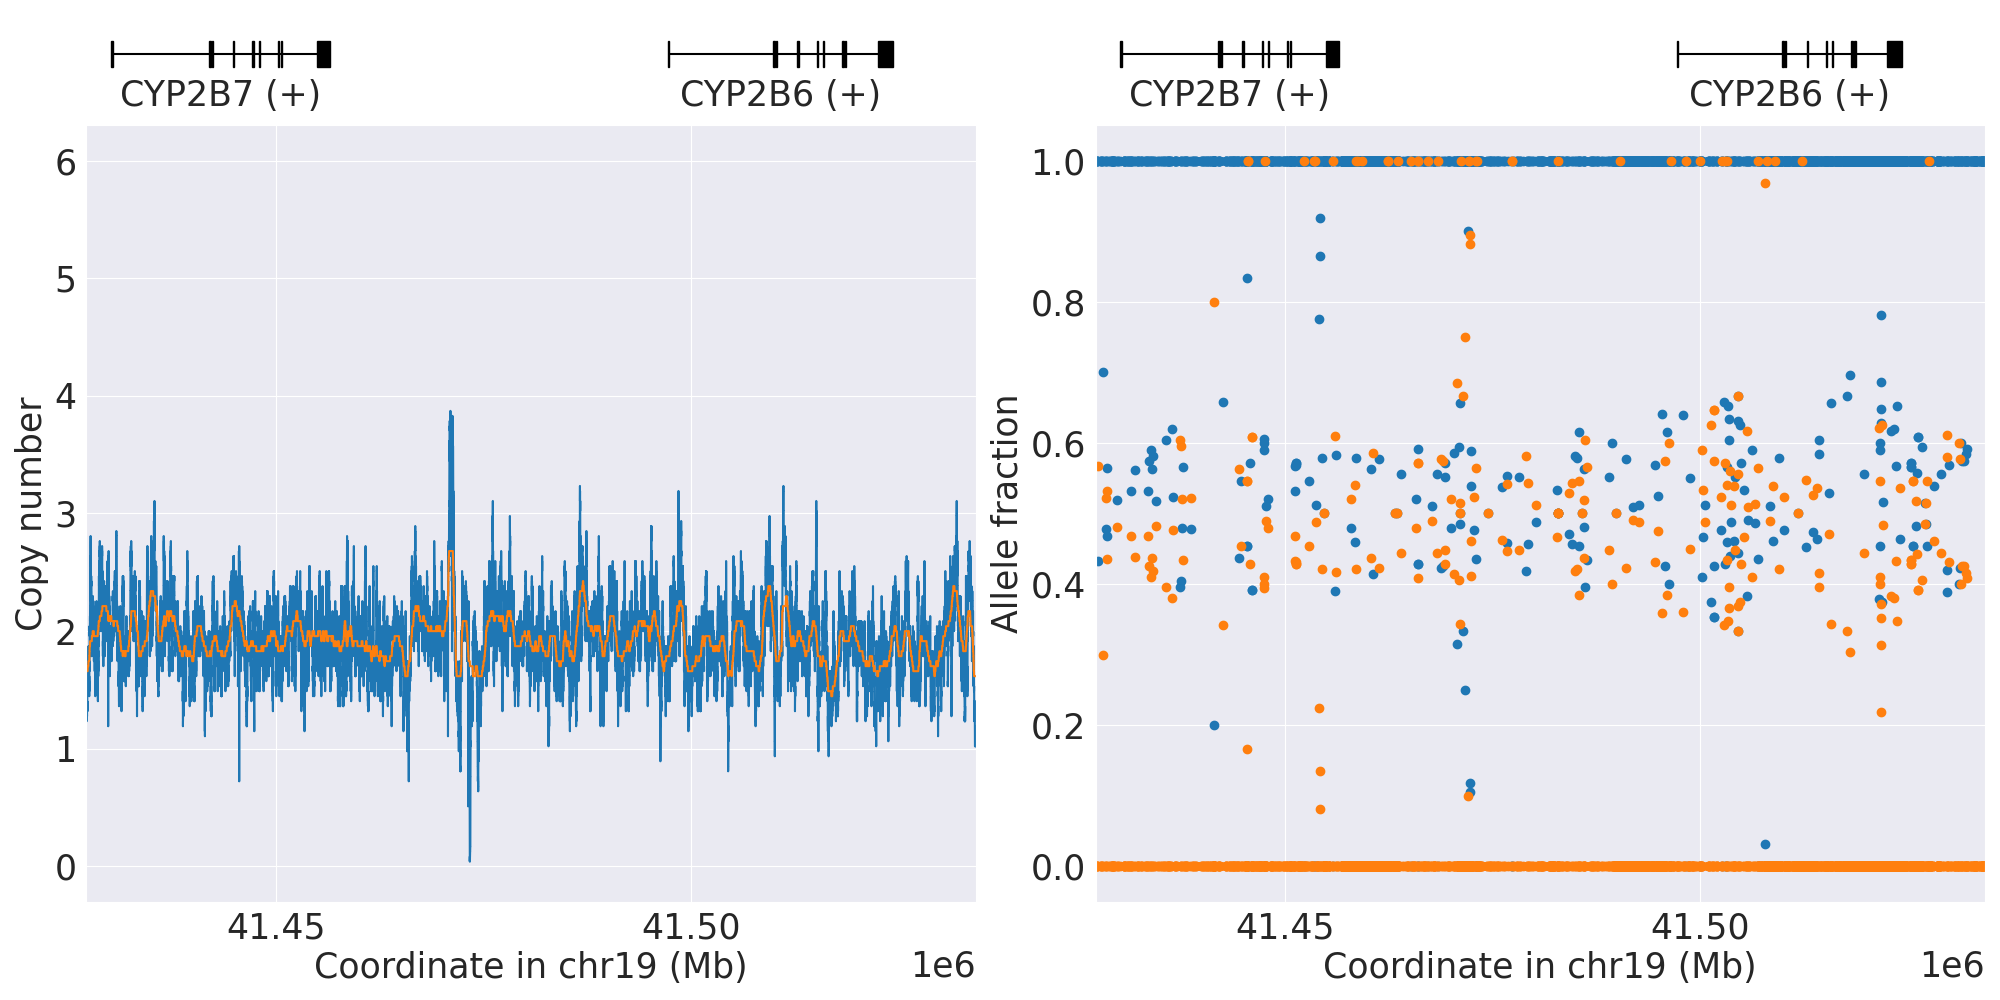 CYP2B7 (+)
CYP2B6 (+)
6
5
4
3
2
1
0
Copy number
41.45
41.50
Coordinate in chr19 (Mb)
1e6
CYP2B7 (+)
CYP2B6 (+)
1.0
0.8
0.6
0.4
0.2
0.0
Allele fraction
41.45
41.50
Coordinate in chr19 (Mb)
1e6